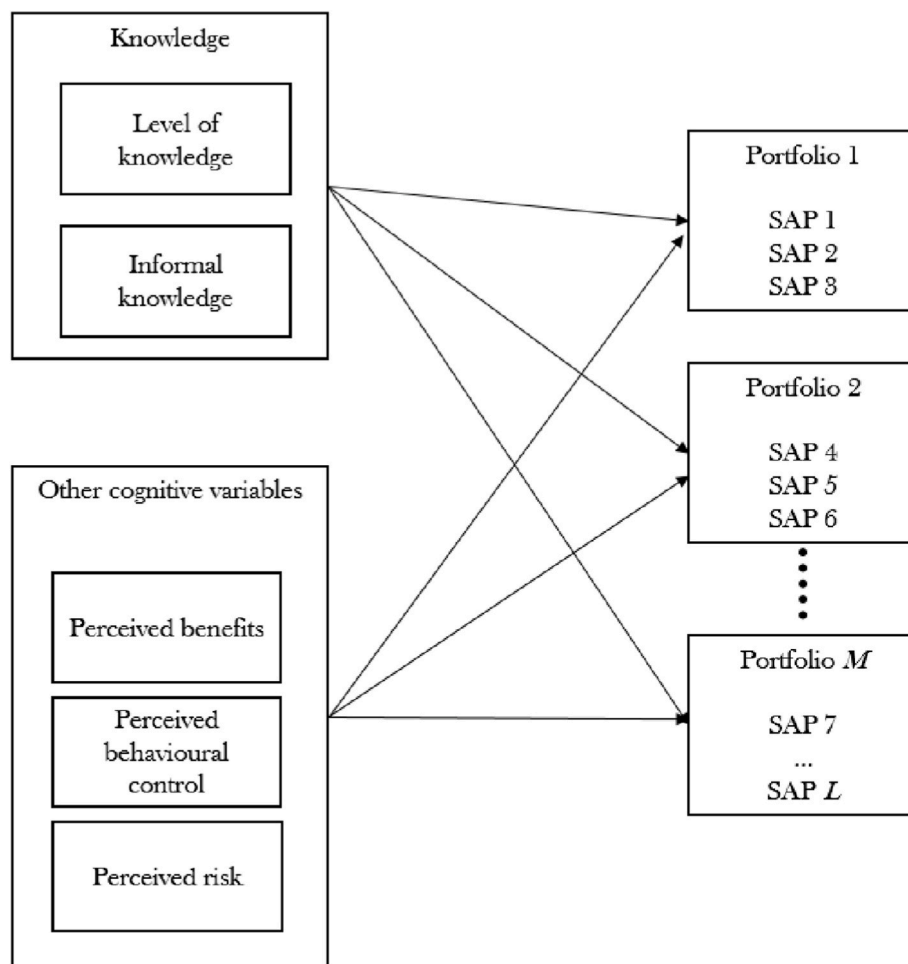 Knowledge
Level of
knowledge
Informal
knowledge
Other cognitive variables
Perceived benefits
Perceived
behavioural
control
Perceived risk
Portfolio 1
SAP 1
SAP 2
SAP 3
Portfolio 2
SAP 4
SAP 5
SAP 6
Portfolio M
SAP 7
...
SAP L